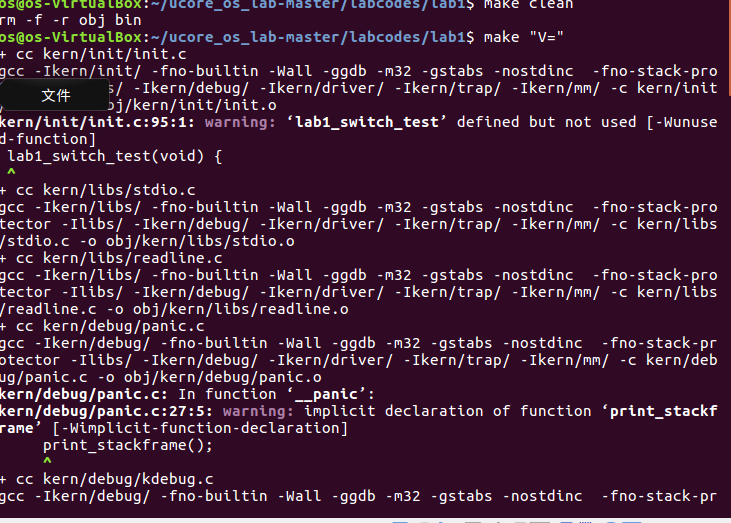 os@os-VirtualBox:~/ucore_os_lab-master/labcodes/lab1$ make clean
rm -f -r obj bin
os@os-VirtualBox:~/ucore_os_lab-master/labcodes/lab1$ make "V="
+ cc kern/init/init.c
gcc -Ikern/init/ -fno-builtin -Wall -ggdb -m32 -gstabs -nostdinc  -fno-stack-pro
s/ -Ikern/debug/ -Ikern/driver/ -Ikern/trap/ -Ikern/mm/ -c kern/init
文件
bj/kern/init/init.o
kern/init/init.c:95:1: warning: ‘lab1_switch_test’ defined but not used [-Wunuse
d-function]
 lab1_switch_test(void) {
 ^
+ cc kern/libs/stdio.c
gcc -Ikern/libs/ -fno-builtin -Wall -ggdb -m32 -gstabs -nostdinc  -fno-stack-pro
tector -Ilibs/ -Ikern/debug/ -Ikern/driver/ -Ikern/trap/ -Ikern/mm/ -c kern/libs
/stdio.c -o obj/kern/libs/stdio.o
+ cc kern/libs/readline.c
gcc -Ikern/libs/ -fno-builtin -Wall -ggdb -m32 -gstabs -nostdinc  -fno-stack-pro
tector -Ilibs/ -Ikern/debug/ -Ikern/driver/ -Ikern/trap/ -Ikern/mm/ -c kern/libs
/readline.c -o obj/kern/libs/readline.o
+ cc kern/debug/panic.c
gcc -Ikern/debug/ -fno-builtin -Wall -ggdb -m32 -gstabs -nostdinc  -fno-stack-pr
otector -Ilibs/ -Ikern/debug/ -Ikern/driver/ -Ikern/trap/ -Ikern/mm/ -c kern/deb
ug/panic.c -o obj/kern/debug/panic.o
kern/debug/panic.c: In function ‘__panic’:
kern/debug/panic.c:27:5: warning: implicit declaration of function ‘print_stackf
rame’ [-Wimplicit-function-declaration]
     print_stackframe();
     ^
+ cc kern/debug/kdebug.c
gcc -Ikern/debug/ -fno-builtin -Wall -ggdb -m32 -gstabs -nostdinc  -fno-stack-pr